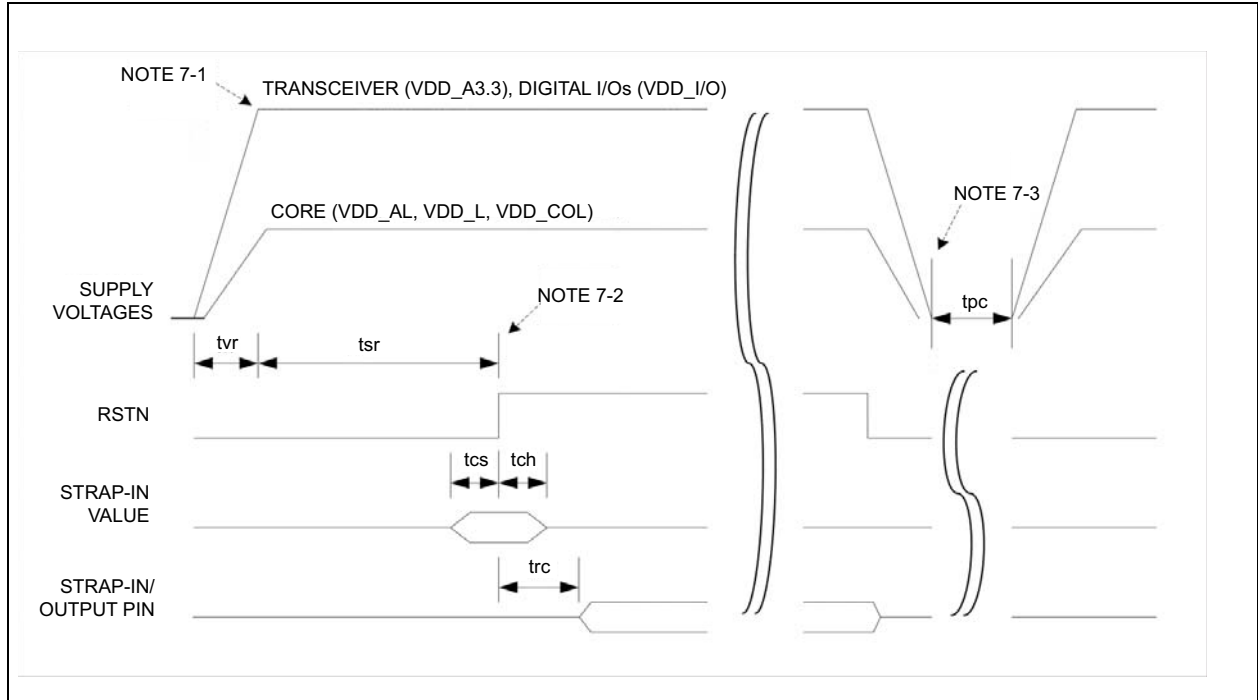 NOTE 7-1
TRANSCEIVER (VDD_A3.3), DIGITAL I/Os (VDD_I/O)
NOTE 7-3
CORE (VDD_AL, VDD_L, VDD_COL)
SUPPLY
VOLTAGES
NOTE 7-2
tpc
tvr
tsr
RSTN
tcs
tch
STRAP-IN
VALUE
trc
STRAP-IN/
OUTPUT PIN